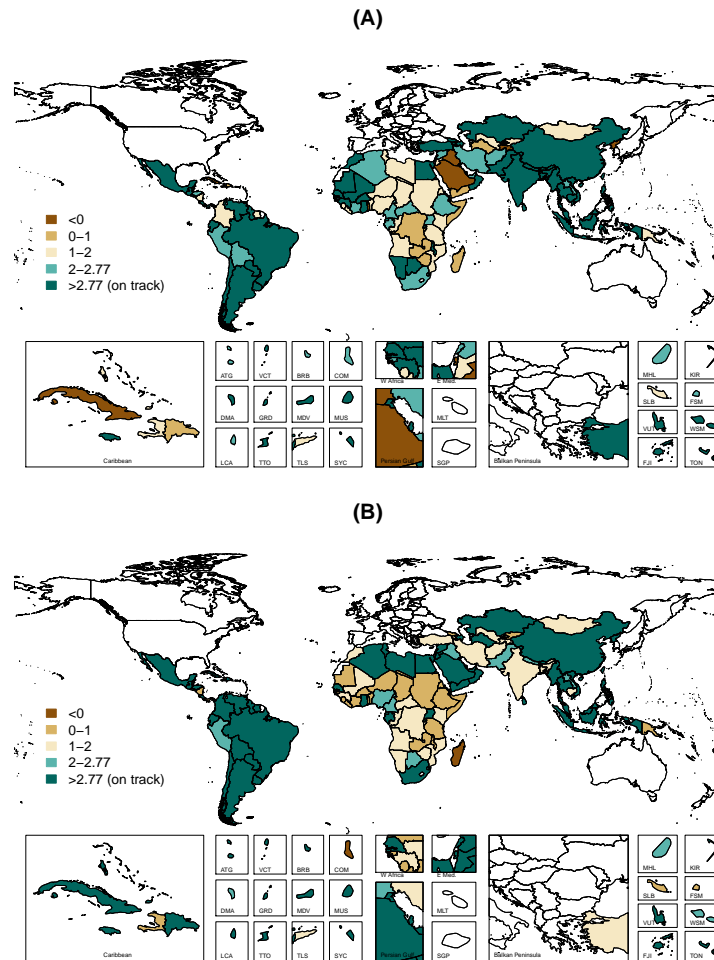 (A)
<0
0–1
1–2
2–2.77
>2.77 (on track)
Caribbean
ATG
VCT
BRB
COM
DMA
GRD
MDV
MUS
LCA
TTO
TLS
SYC
W Africa
E Med.
Persian Gulf
MLT
SGP
Balkan Peninsula
MHL
KIR
SLB
FSM
VUT
WSM
FJI
TON
(B)
<0
0–1
1–2
2–2.77
>2.77 (on track)
Caribbean
ATG
VCT
BRB
COM
DMA
GRD
MDV
MUS
LCA
TTO
TLS
SYC
W Africa
E Med.
Persian Gulf
MLT
SGP
Balkan Peninsula
MHL
KIR
SLB
FSM
VUT
WSM
FJI
TON